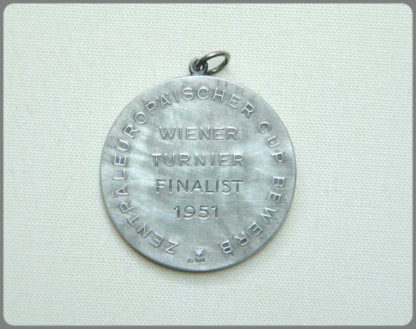 ZENTRALEUROPÄISCHER CUP BEWERB
WIENER
TURNIER
FINALIST
1951